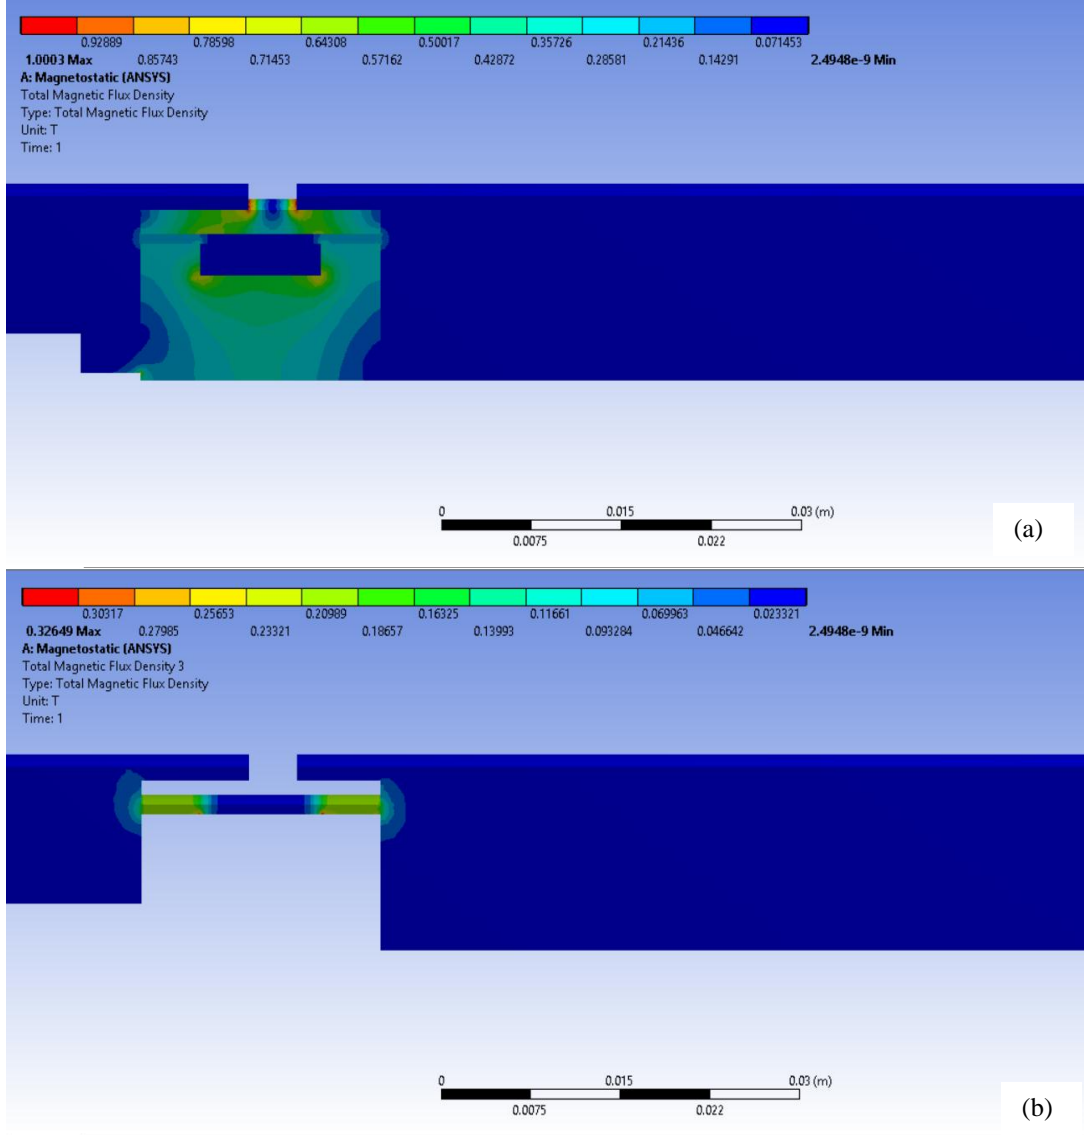 0.92889 0.78598 0.64308 0.50017 0.35726 0.21436 0.071453
1.0003 Max 0.85743 0.71453 0.57162 0.42872 0.28581 0.14291 2.4948e-9 Min
A: Magnetostatic (ANSYS)
Total Magnetic Flux Density
Type: Total Magnetic Flux Density
Unit: T
Time: 1
0 0.015 0.03 (m)
0.0075 0.022
(a)
0.30317 0.25653 0.20989 0.16325 0.11661 0.069963 0.023321
0.32649 Max 0.27985 0.23321 0.18657 0.13993 0.093284 0.046642 2.4948e-9 Min
A: Magnetostatic (ANSYS)
Total Magnetic Flux Density 3
Type: Total Magnetic Flux Density
Unit: T
Time: 1
0 0.015 0.03 (m)
0.0075 0.022
(b)